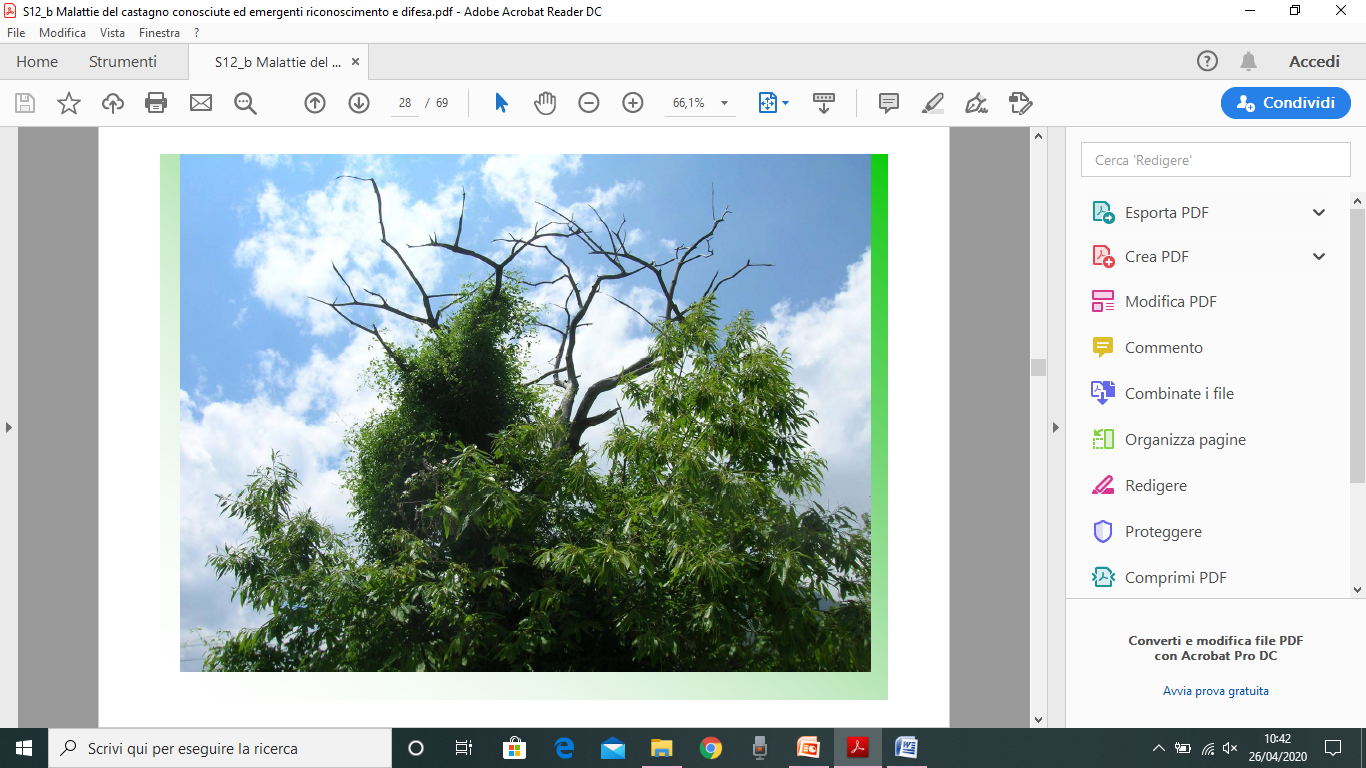 S12_b Malattie del castagno conosciute ed emergenti riconoscimento e difesa.pdf - Adobe Acrobat Reader DC
File Modifica Vista Finestra ?
Home Strumenti S12_b Malattie del ... × Accedi
28 / 69 66,1% Condividi
Cerca 'Redigere'
Esporta PDF
Crea PDF
Modifica PDF
Commento
Combinate i file
Organizza pagine
Redigere
Proteggere
Comprimi PDF
Converti e modifica file PDF
con Acrobat Pro DC
Avvia prova gratuita
Scrivi qui per eseguire la ricerca
10:42
26/04/2020